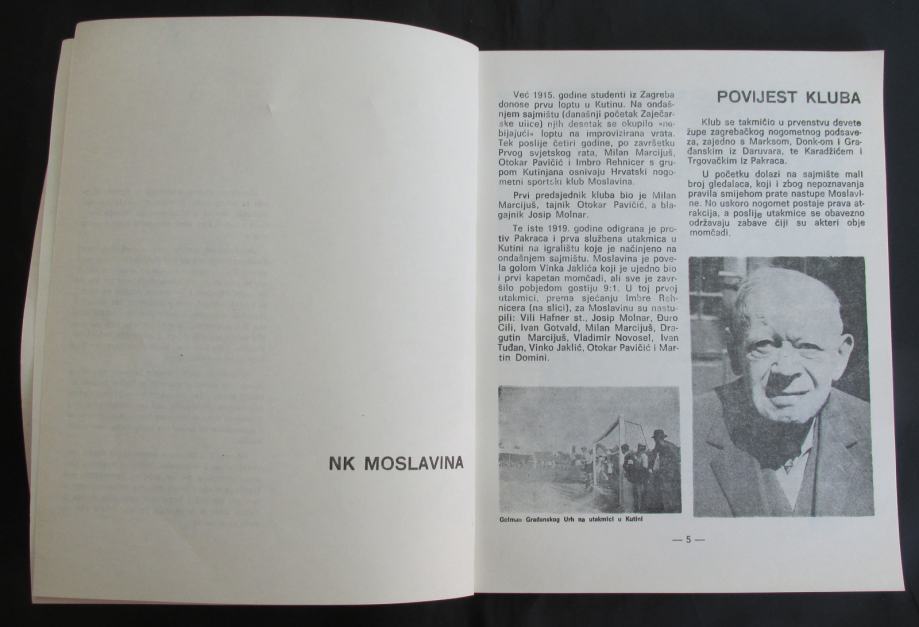 NK MOSLAVINA
Već 1915. godine studenti iz Zagreba
donose prvu loptu u Kutinu. Na ondaš-
njem sajmištu (današnji početak Zaječar-
ske ulice) njih desetak se okupilo »na-
bijajući« loptu na improvizirana vrata.
Tek poslije četiri godine, po završetku
Prvog svjetskog rata, Milan Marcijuš,
Otokar Pavičić i Imbro Rehnicer s gru-
pom Kutinjana osnivaju Hrvatski nogo-
metni sportski klub Moslavina.
Prvi predsjednik kluba bio je Milan
Marcijuš, tajnik Otokar Pavičić, a bla-
gajnik Josip Molnar.
Te iste 1919. godine odigrana je pro-
tiv Pakraca i prva službena utakmica u
Kutini na igralištu koje je načinjeno na
ondašnjem sajmištu. Moslavina je pove-
la golom Vinka Jaklića koji je ujedno bio
i prvi kapetan momčadi, ali sve je zavr-
šilo pobjedom gostiju 9:1. U toj prvoj
utakmici, prema sjećanju Imbre Reh-
nicera (na slici), za Moslavinu su nastu-
pili: Vili Hafner st., Josip Molnar, Đuro
Cili, Ivan Gotvald, Milan Marcijuš, Dra-
gutin Marcijuš, Vladimir Novosel, Ivan
Tuđan, Vinko Jaklić, Otokar Pavičić i Mar-
tin Domini.
Golman Građanskog Urh na utakmici u Kutini
POVIJEST KLUBA
Klub se takmičio u prvenstvu devete
župe zagrebačkog nogometnog podsave-
za, zajedno s Marksom, Donk-om i Gra-
đanskim iz Daruvara, te Karadžićem i
Trgovačkim iz Pakraca.
U početku dolazi na sajmište mali
broj gledalaca, koji i zbog nepoznavanja
pravila smijehom prate nastupe Moslavi-
ne. No uskoro nogomet postaje prava at-
rakcija, a poslije utakmice se obavezno
održavaju zabave čiji su akteri obje
momčadi.
— 5 —